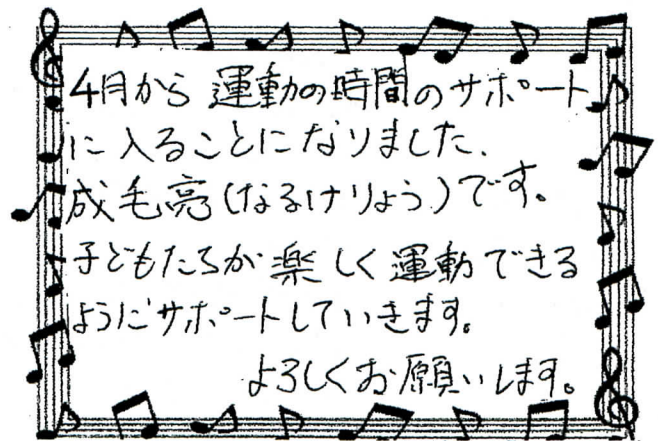 4月から運動の時間のサポート
に入ることになりました、
成毛亮(なるけりょう)です。
子どもたちが楽しく運動できる
ようにサポートしていきます。
よろしくお願いします。